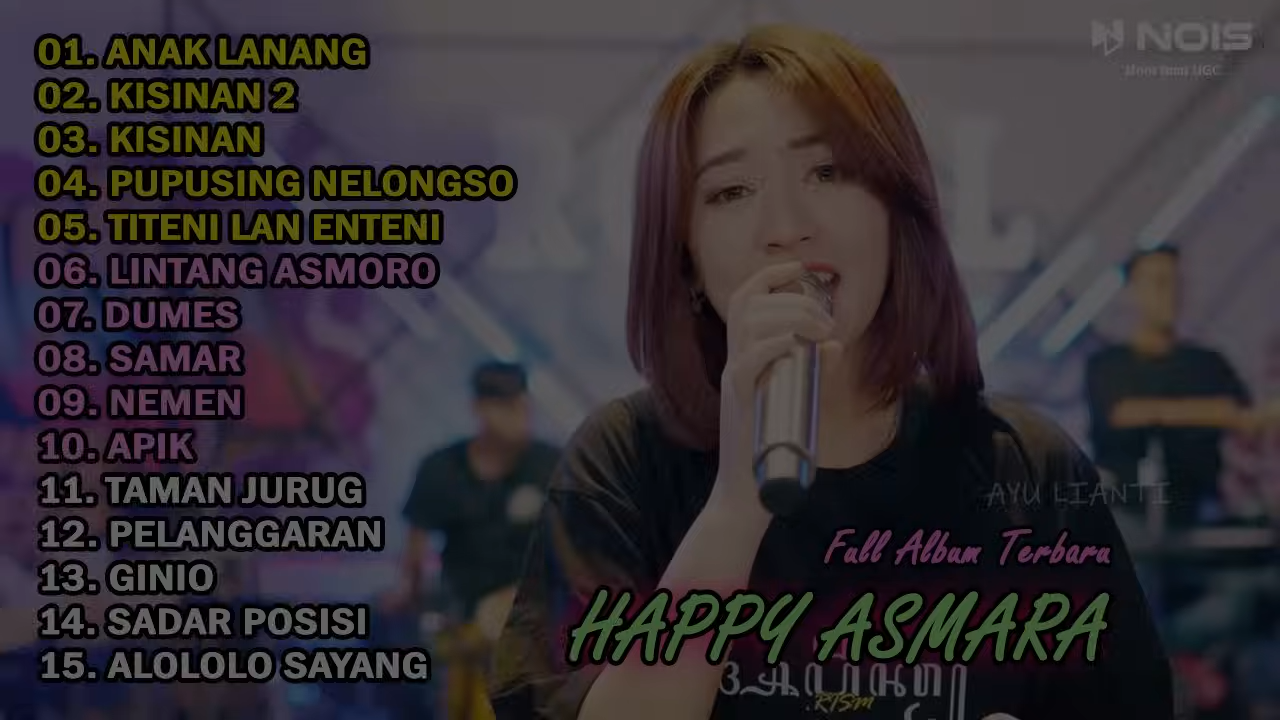 01. ANAK LANANG
02. KISINAN 2
03. KISINAN
04. PUPUSING NELONGSO
05. TITENI LAN ENTENI
06. LINTANG ASMORO
07. DUMES
08. SAMAR
09. NEMEN
10. APIK
11. TAMAN JURUG
12. PELANGGARAN
13. GINIO
14. SADAR POSISI
15. ALOLOLO SAYANG
NOIS
AYU LIANTI
Full Album Terbaru
HAPPY ASMARA
RTSM